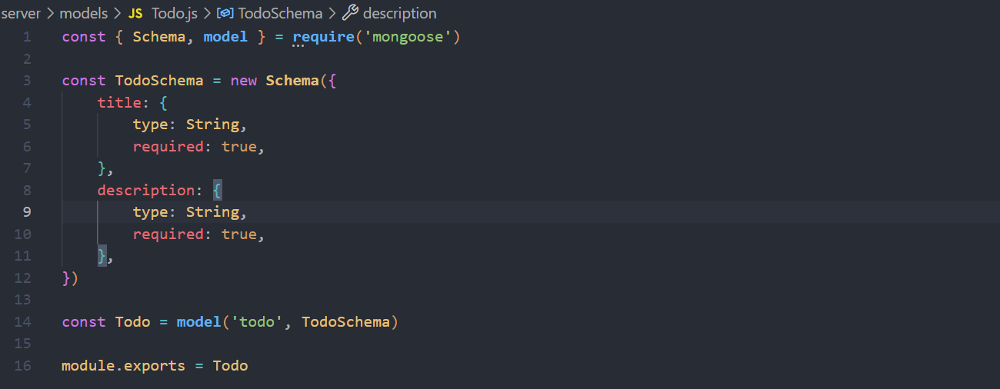 server > models > JS Todo.js > TodoSchema > description
1 const { Schema, model } = require('mongoose')
2
3 const TodoSchema = new Schema({
4     title: {
5         type: String,
6         required: true,
7     },
8     description: {
9         type: String,
10         required: true,
11     },
12 })
13
14 const Todo = model('todo', TodoSchema)
15
16 module.exports = Todo